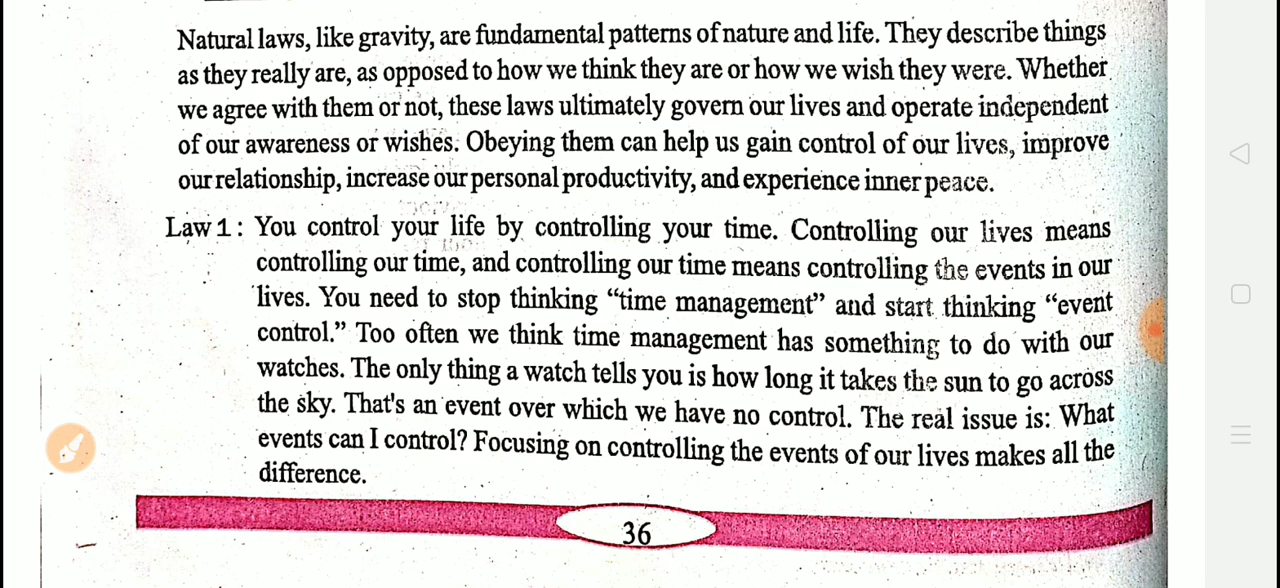 Natural laws, like gravity, are fundamental patterns of nature and life. They describe things
as they really are, as opposed to how we think they are or how we wish they were. Whether
we agree with them or not, these laws ultimately govern our lives and operate independent
of our awareness or wishes. Obeying them can help us gain control of our lives, improve
our relationship, increase our personal productivity, and experience inner peace.
Law 1 : You control your life by controlling your time. Controlling our lives means
controlling our time, and controlling our time means controlling the events in our
lives. You need to stop thinking “time management” and start thinking “event
control.” Too often we think time management has something to do with our
watches. The only thing a watch tells you is how long it takes the sun to go across
the sky. That's an event over which we have no control. The real issue is: What
events can I control? Focusing on controlling the events of our lives makes all the
difference.
36